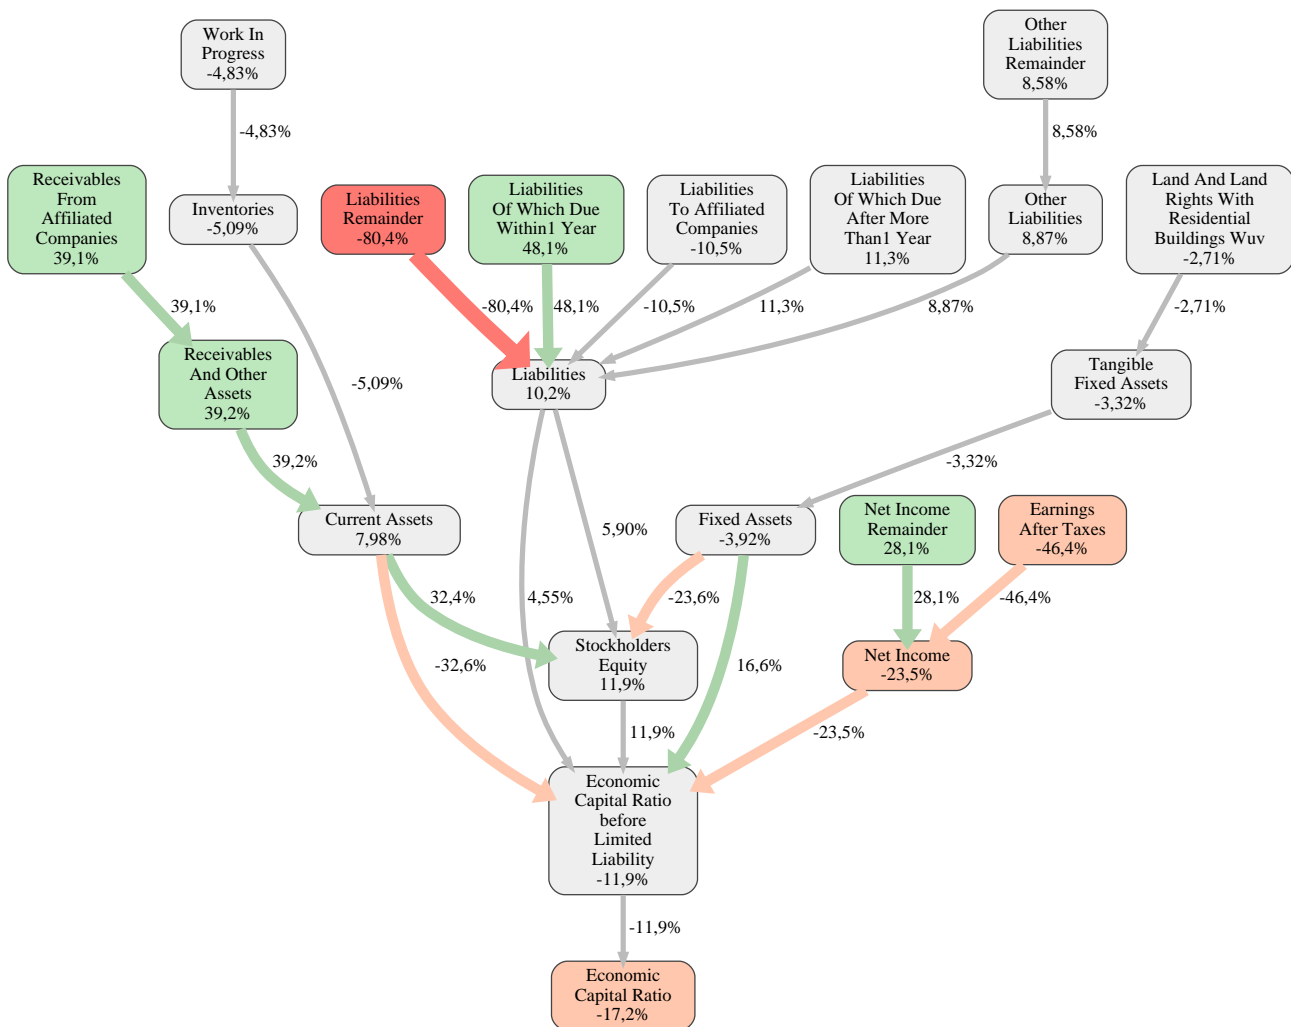 Work In
Progress
-4,83%
Other
Liabilities
Remainder
8,58%
-4,83%
8,58%
Receivables
From
Affiliated
Companies
39,1%
Inventories
-5,09%
Liabilities
Remainder
-80,4%
Liabilities
Of Which Due
Within1 Year
48,1%
Liabilities
To Affiliated
Companies
-10,5%
Liabilities
Of Which Due
After More
Than1 Year
11,3%
Other
Liabilities
8,87%
Land And Land
Rights With
Residential
Buildings Wuv
-2,71%
39,1%
-80,4%
48,1%
-10,5%
11,3%
8,87%
-2,71%
Receivables
And Other
Assets
39,2%
-5,09%
Liabilities
10,2%
Tangible
Fixed Assets
-3,32%
39,2%
-3,32%
Current Assets
7,98%
5,90%
Fixed Assets
-3,92%
Net Income
Remainder
28,1%
Earnings
After Taxes
-46,4%
32,4%
4,55%
-23,6%
28,1%
-46,4%
-32,6%
Stockholders
Equity
11,9%
16,6%
Net Income
-23,5%
11,9%
-23,5%
Economic
Capital Ratio
before
Limited
Liability
-11,9%
-11,9%
Economic
Capital Ratio
-17,2%